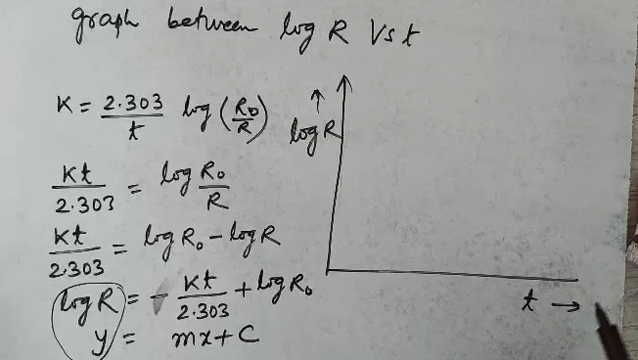 graph between log R Vs t
K = 2.303/t log (R₀/R)
Kt/2.303 = log R₀/R
Kt/2.303 = log R₀ - log R
log R = - Kt/2.303 + log R₀
y = mx + C
↑
log R
t →